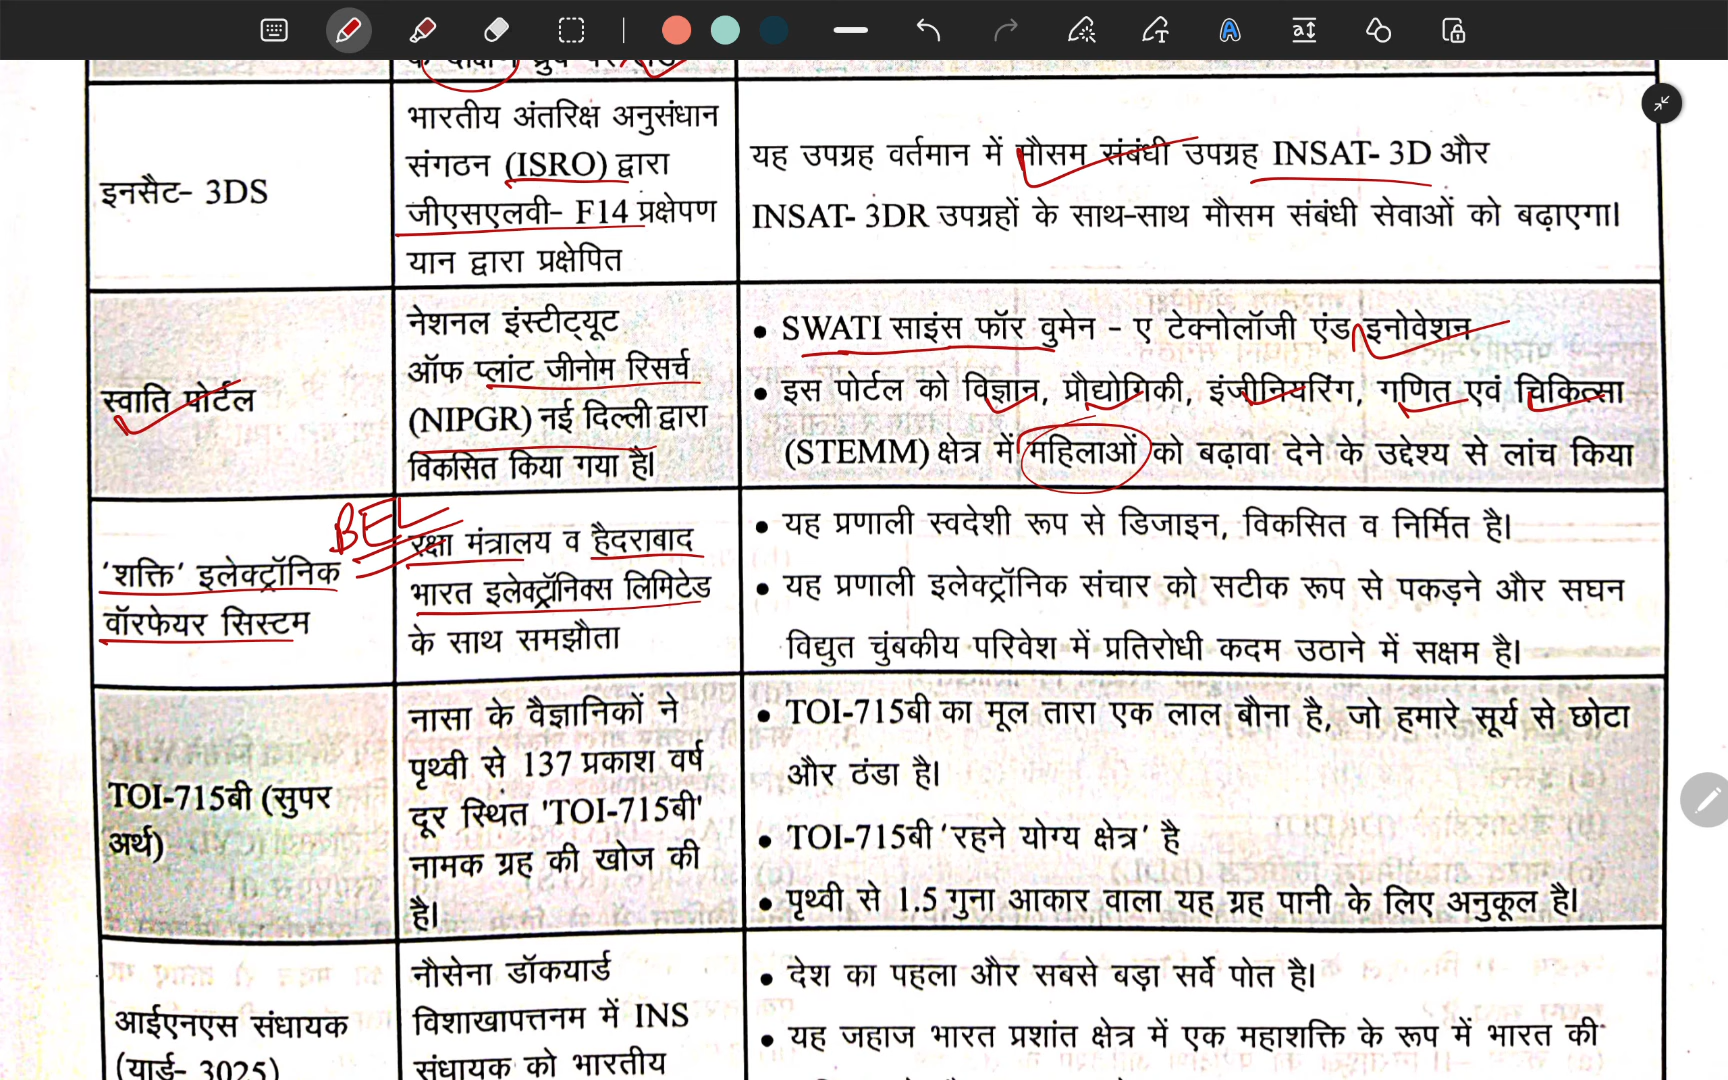 इनसैट- 3DS
भारतीय अंतरिक्ष अनुसंधान
संगठन (ISRO) द्वारा
जीएसएलवी- F14 प्रक्षेपण
यान द्वारा प्रक्षेपित
यह उपग्रह वर्तमान में मौसम संबंधी उपग्रह INSAT- 3D और
INSAT- 3DR उपग्रहों के साथ-साथ मौसम संबंधी सेवाओं को बढ़ाएगा।
स्वाति पोर्टल
नेशनल इंस्टीट्यूट
ऑफ प्लांट जीनोम रिसर्च
(NIPGR) नई दिल्ली द्वारा
विकसित किया गया है।
• SWATI साइंस फॉर वुमेन - ए टेक्नोलॉजी एंड इनोवेशन
• इस पोर्टल को विज्ञान, प्रौद्योगिकी, इंजीनियरिंग, गणित एवं चिकित्सा
(STEMM) क्षेत्र में महिलाओं को बढ़ावा देने के उद्देश्य से लांच किया
BEL
'शक्ति' इलेक्ट्रॉनिक
वॉरफेयर सिस्टम
रक्षा मंत्रालय व हैदराबाद
भारत इलेक्ट्रॉनिक्स लिमिटेड
के साथ समझौता
• यह प्रणाली स्वदेशी रूप से डिजाइन, विकसित व निर्मित है।
• यह प्रणाली इलेक्ट्रॉनिक संचार को सटीक रूप से पकड़ने और सघन
विद्युत चुंबकीय परिवेश में प्रतिरोधी कदम उठाने में सक्षम है।
TOI-715बी (सुपर
अर्थ)
नासा के वैज्ञानिकों ने
पृथ्वी से 137 प्रकाश वर्ष
दूर स्थित 'TOI-715बी'
नामक ग्रह की खोज की
है।
• TOI-715बी का मूल तारा एक लाल बौना है, जो हमारे सूर्य से छोटा
और ठंडा है।
• TOI-715बी 'रहने योग्य क्षेत्र' है
• पृथ्वी से 1.5 गुना आकार वाला यह ग्रह पानी के लिए अनुकूल है।
आईएनएस संधायक
(यार्ड- 3025)
नौसेना डॉकयार्ड
विशाखापत्तनम में INS
संधायक को भारतीय
• देश का पहला और सबसे बड़ा सर्वे पोत है।
• यह जहाज भारत प्रशांत क्षेत्र में एक महाशक्ति के रूप में भारत की